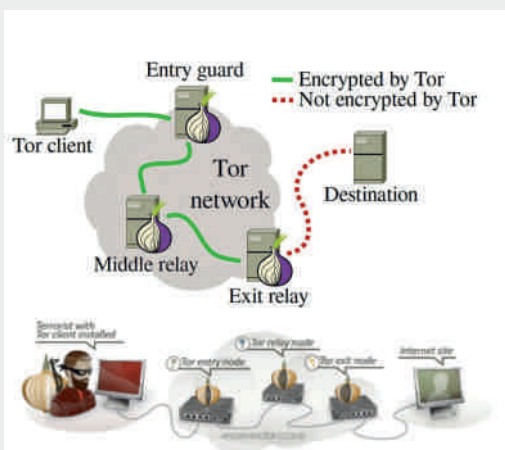 Entry guard
Encrypted by Tor
Not encrypted by Tor
Tor client
Tor
network
Destination
Middle relay
Exit relay
Terrorist with
Tor client installed
Tor entry node
Tor relay node
Tor exit node
Internet site